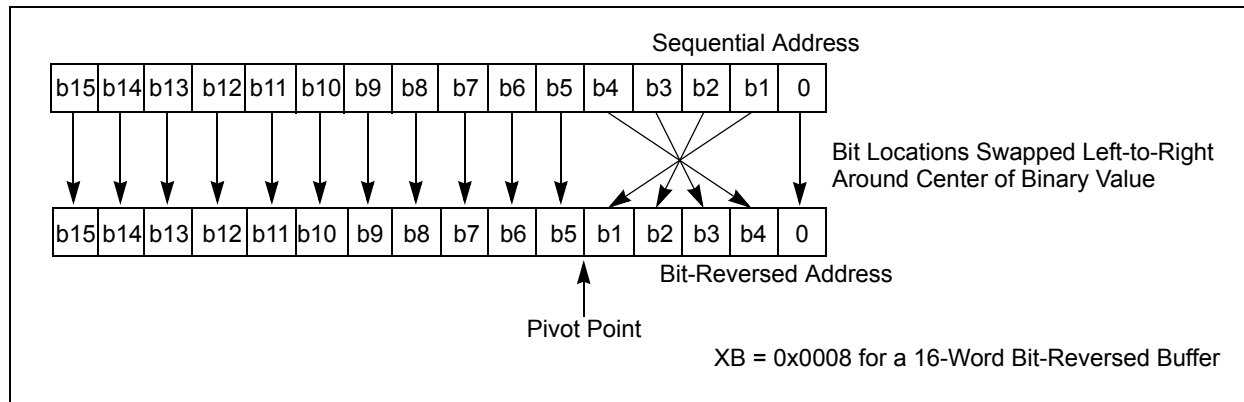 Sequential Address
b15 b14 b13 b12 b11 b10 b9 b8 b7 b6 b5 b4 b3 b2 b1 0
Bit Locations Swapped Left-to-Right
Around Center of Binary Value
b15 b14 b13 b12 b11 b10 b9 b8 b7 b6 b5 b1 b2 b3 b4 0
Bit-Reversed Address
Pivot Point
XB = 0x0008 for a 16-Word Bit-Reversed Buffer